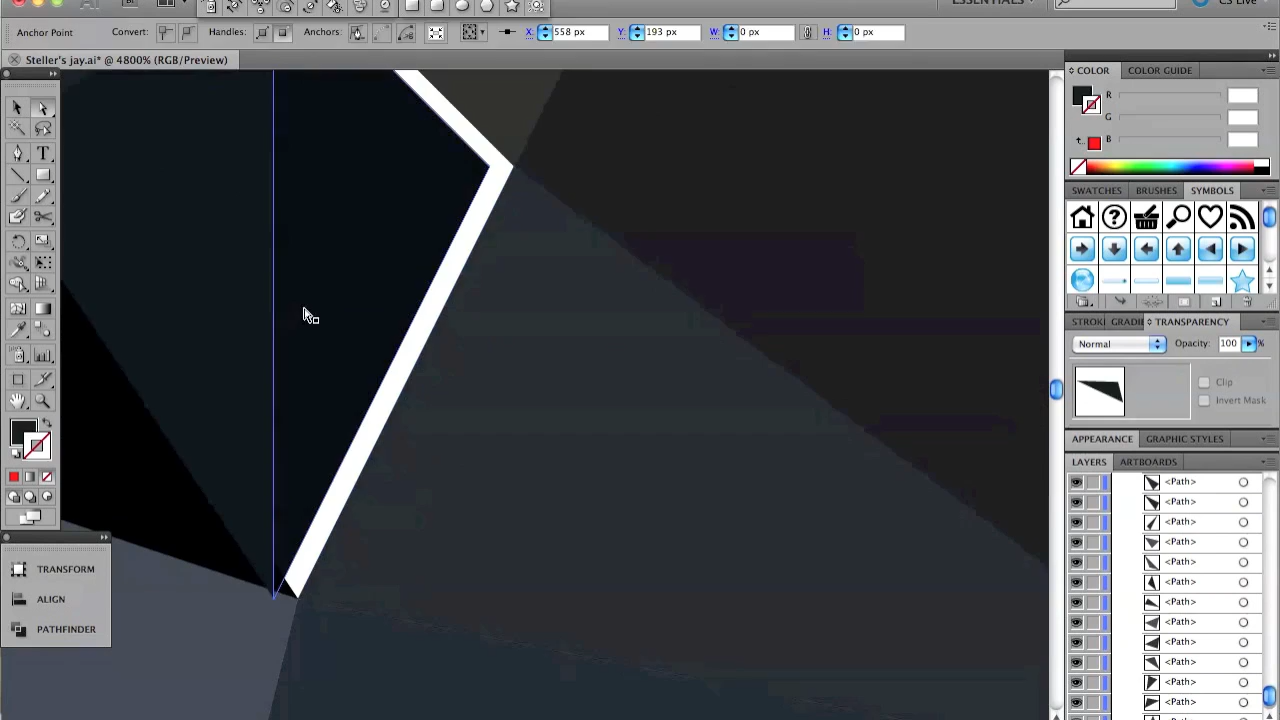 ESSENTIALS
CS Live
Anchor Point Convert: Handles: Anchors: X: 558 px Y: 193 px W: 0 px H: 0 px
Steller's jay.ai* @ 4800% (RGB/Preview)
COLOR COLOR GUIDE
R
G
B
SWATCHES BRUSHES SYMBOLS
STROK GRADIE TRANSPARENCY
Normal Opacity: 100 %
Clip
Invert Mask
APPEARANCE GRAPHIC STYLES
LAYERS ARTBOARDS
<Path>
<Path>
<Path>
<Path>
<Path>
<Path>
<Path>
<Path>
<Path>
<Path>
<Path>
<Path>
TRANSFORM
ALIGN
PATHFINDER